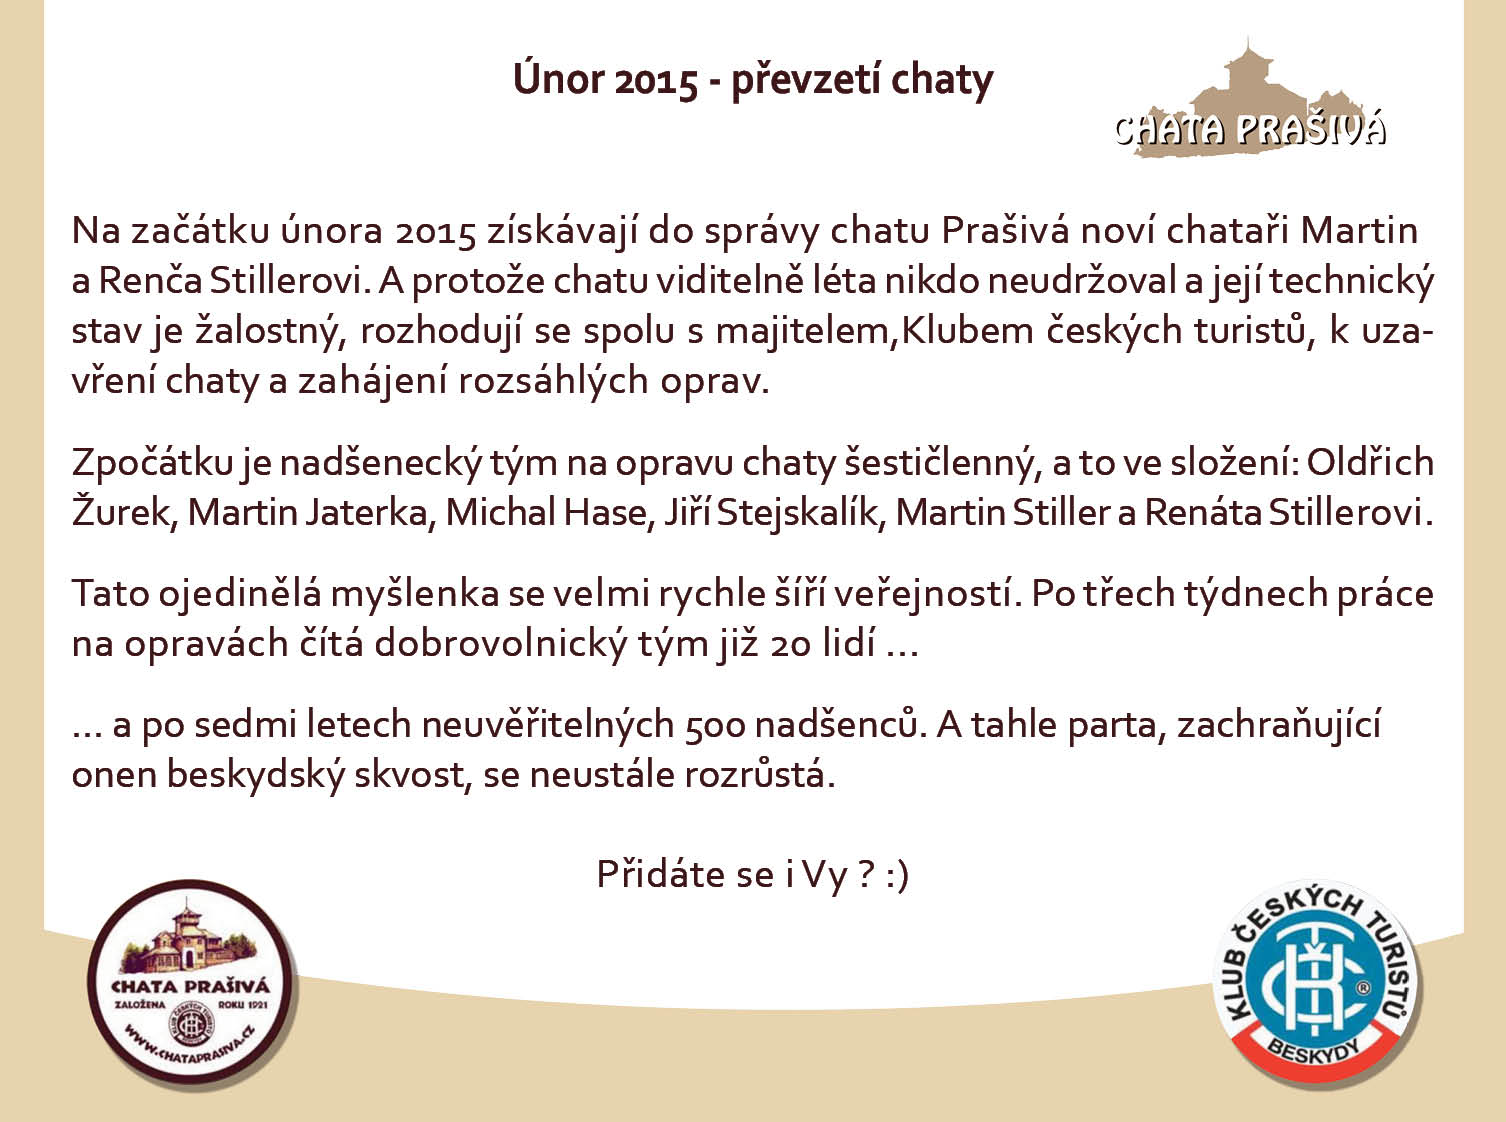 Únor 2015 - převzetí chaty
CHATA PRAŠIVÁ
Na začátku února 2015 získávají do správy chatu Prašivá noví chataři Martin
a Renča Stillerovi. A protože chatu viditelně léta nikdo neudržoval a její technický
stav je žalostný, rozhodují se spolu s majitelem,Klubem českých turistů, k uza-
vření chaty a zahájení rozsáhlých oprav.
Zpočátku je nadšenecký tým na opravu chaty šestičlenný, a to ve složení: Oldřich
Žurek, Martin Jaterka, Michal Hase, Jiří Stejskalík, Martin Stiller a Renáta Stillerovi.
Tato ojedinělá myšlenka se velmi rychle šíří veřejností. Po třech týdnech práce
na opravách čítá dobrovolnický tým již 20 lidí ...
... a po sedmi letech neuvěřitelných 500 nadšenců. A tahle parta, zachraňující
onen beskydský skvost, se neustále rozrůstá.
Přidáte se i Vy ? :)
CHATA PRAŠIVÁ
ZALOŽENA ROKU 1921
KLUB ČESKÝCH TURISTŮ
WWW.CHATAPRASIVA.CZ
KLUB ČESKÝCH TURISTŮ
KČT ®
BESKYDY